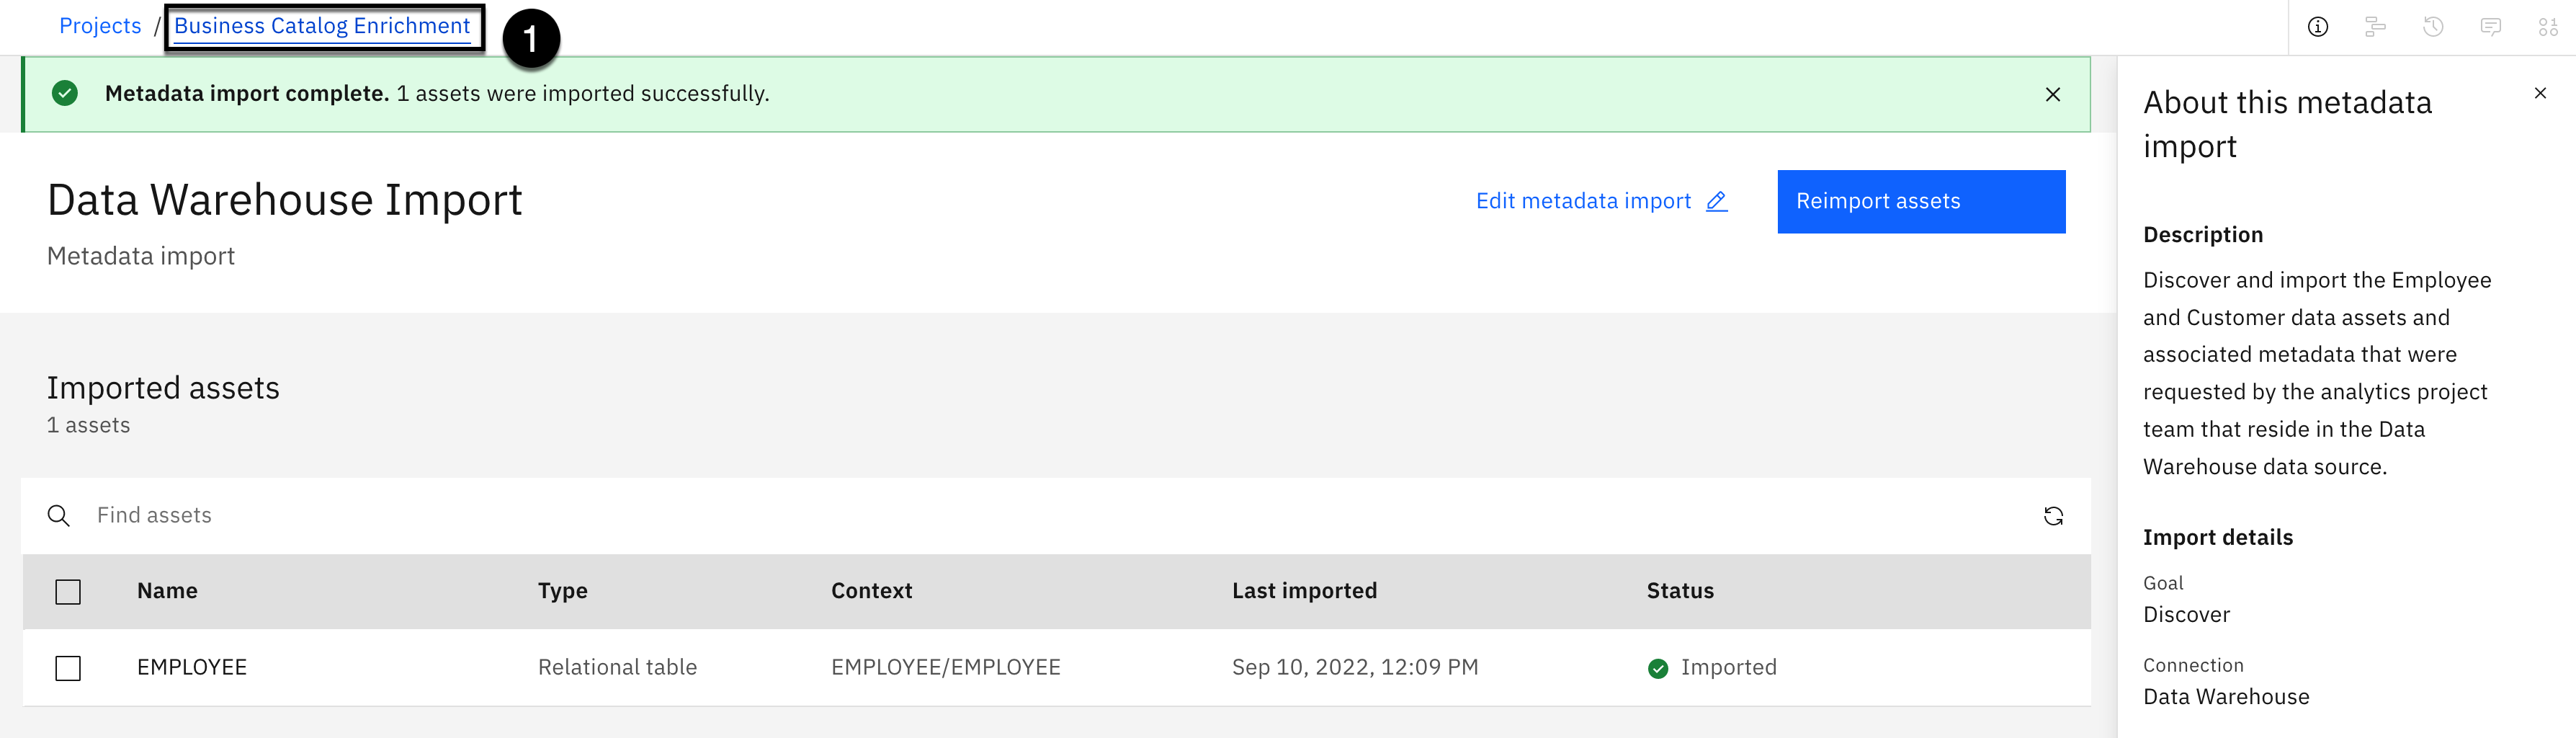 Projects / Business Catalog Enrichment
1
Metadata import complete. 1 assets were imported successfully.
Data Warehouse Import
Metadata import
Edit metadata import
Reimport assets
Imported assets
1 assets
Find assets
Name Type Context Last imported Status
EMPLOYEE Relational table EMPLOYEE/EMPLOYEE Sep 10, 2022, 12:09 PM Imported
About this metadata
import
Description
Discover and import the Employee
and Customer data assets and
associated metadata that were
requested by the analytics project
team that reside in the Data
Warehouse data source.
Import details
Goal
Discover
Connection
Data Warehouse